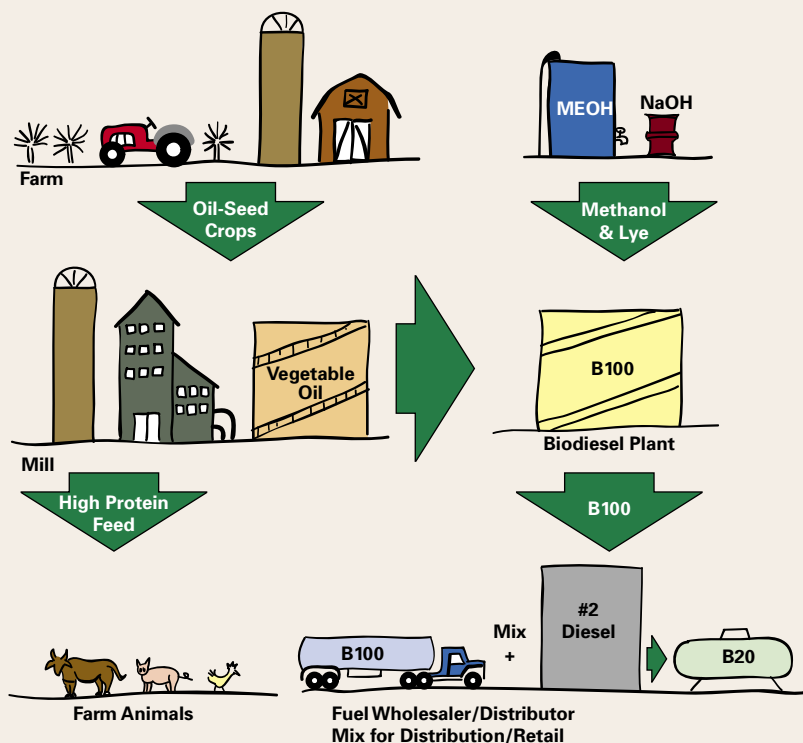 MEOH
NaOH
Farm
Oil-Seed
Crops
Methanol
& Lye
Vegetable
Oil
B100
Mill
Biodiesel Plant
High Protein
Feed
B100
B100
Mix
+
#2
Diesel
B20
Farm Animals
Fuel Wholesaler/Distributor
Mix for Distribution/Retail